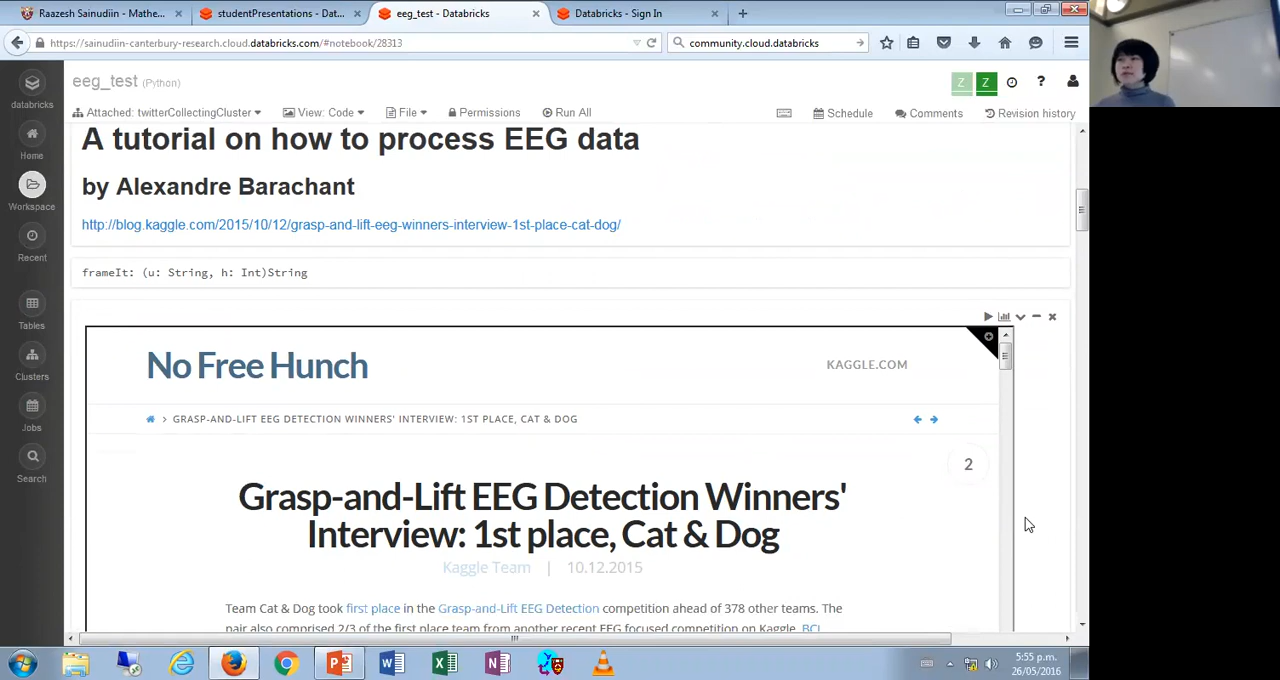 Raazesh Sainudiin - Mathe...
studentPresentations - Dat...
eeg_test - Databricks
Databricks - Sign In
https://sainudiin-canterbury-research.cloud.databricks.com/#notebook/28313
community.cloud.databricks
eeg_test (Python)
Z
Z
?
Attached: twitterCollectingCluster
View: Code
File
Permissions
Run All
Schedule
Comments
Revision history
databricks
Home
Workspace
Recent
Tables
Clusters
Jobs
Search
A tutorial on how to process EEG data
by Alexandre Barachant
http://blog.kaggle.com/2015/10/12/grasp-and-lift-eeg-winners-interview-1st-place-cat-dog/
frameIt: (u: String, h: Int)String
No Free Hunch
KAGGLE.COM
GRASP-AND-LIFT EEG DETECTION WINNERS' INTERVIEW: 1ST PLACE, CAT & DOG
2
Grasp-and-Lift EEG Detection Winners'
Interview: 1st place, Cat & Dog
Kaggle Team | 10.12.2015
Team Cat & Dog took first place in the Grasp-and-Lift EEG Detection competition ahead of 378 other teams. The
pair also comprised 2/3 of the first place team from another recent EEG focused competition on Kaggle, BCI
5:55 p.m.
26/05/2016